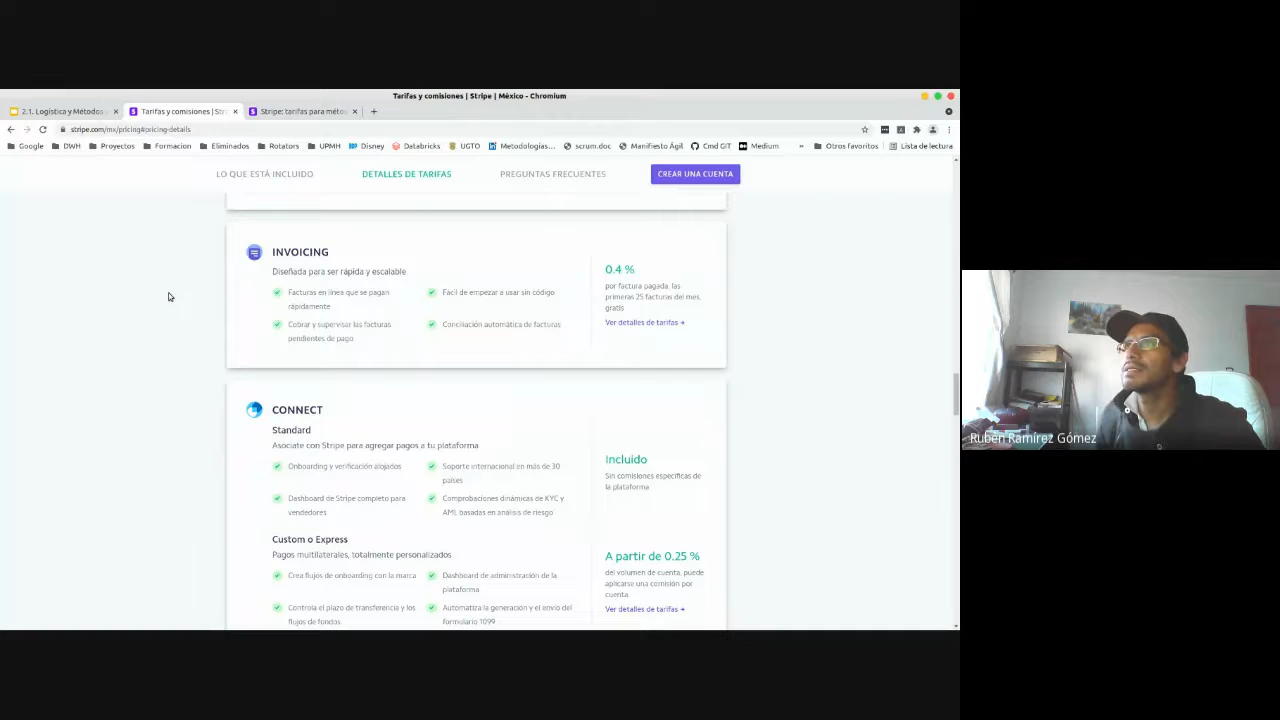 Tarifas y comisiones | Stripe | México - Chromium
2.1. Logística y Métodos
Tarifas y comisiones | Stri
Stripe: tarifas para méto
stripe.com/mx/pricing#pricing-details
Google DWH Proyectos Formacion Eliminados Rotators UPMH Disney Databricks UGTO Metodologías... scrum.doc Manifiesto Ágil Cmd GIT Medium » Otros favoritos Lista de lectura
LO QUE ESTÁ INCLUIDO DETALLES DE TARIFAS PREGUNTAS FRECUENTES CREAR UNA CUENTA
INVOICING
Diseñada para ser rápida y escalable
Facturas en línea que se pagan
rápidamente
Fácil de empezar a usar sin código
Cobrar y supervisar las facturas
pendientes de pago
Conciliación automática de facturas
0.4 %
por factura pagada, las
primeras 25 facturas del mes,
gratis
Ver detalles de tarifas
CONNECT
Standard
Asóciate con Stripe para agregar pagos a tu plataforma
Onboarding y verificación alojados
Soporte internacional en más de 30
países
Dashboard de Stripe completo para
vendedores
Comprobaciones dinámicas de KYC y
AML basadas en análisis de riesgo
Incluido
Sin comisiones específicas de
la plataforma
Custom o Express
Pagos multilaterales, totalmente personalizados
Crea flujos de onboarding con la marca
Dashboard de administración de la
plataforma
Controla el plazo de transferencia y los
flujos de fondos
Automatiza la generación y el envío del
formulario 1099
A partir de 0.25 %
del volumen de cuenta, puede
aplicarse una comisión por
cuenta.
Ver detalles de tarifas
Ruben Ramírez Gómez